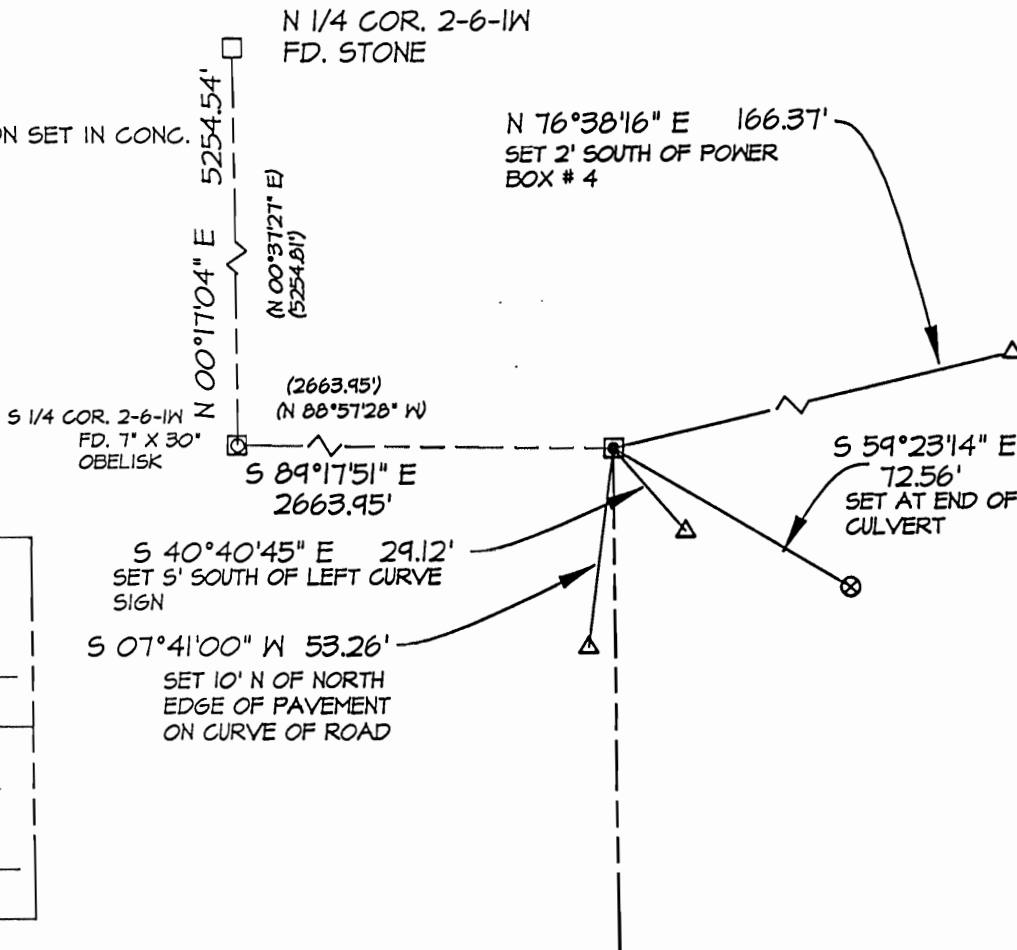 N 1/4 COR. 2-6-1W
FD. STONE
ON SET IN CONC.
N 00°17'04" E 5254.54'
(N 00°37'27" E)
(5254.81')
N 76°38'16" E 166.37'
SET 2' SOUTH OF POWER
BOX # 4
(2663.95')
(N 88°57'28" W)
S 1/4 COR. 2-6-1W
FD. 7" X 30"
OBELISK
S 89°17'51" E
2663.95'
S 59°23'14" E
72.56'
SET AT END OF
CULVERT
S 40°40'45" E 29.12'
SET 5' SOUTH OF LEFT CURVE
SIGN
S 07°41'00" W 53.26'
SET 10' N OF NORTH
EDGE OF PAVEMENT
ON CURVE OF ROAD